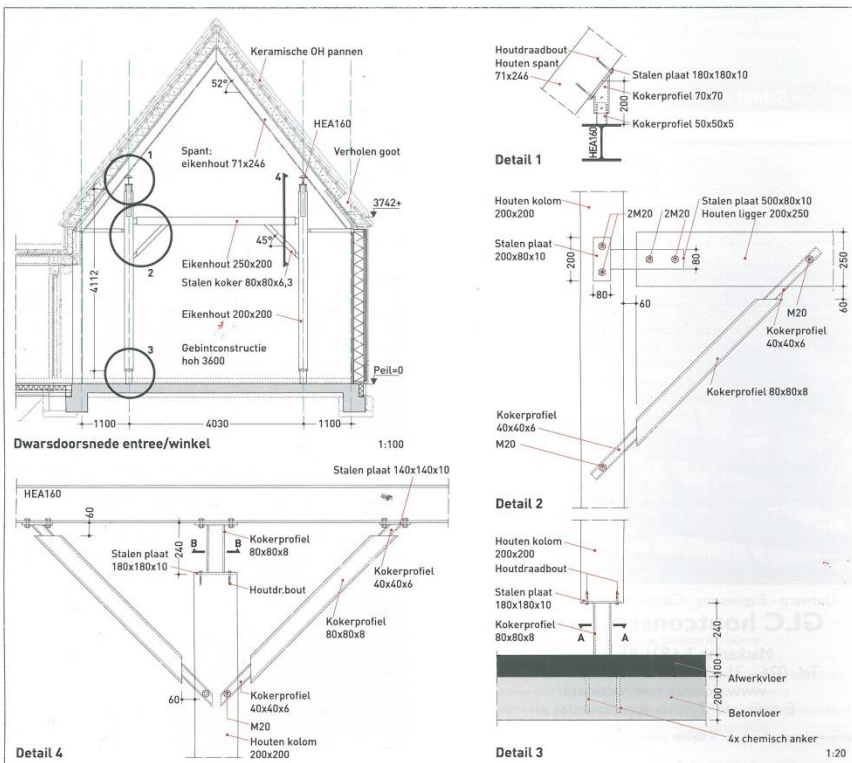 Keramische OH pannen
52°
HEA160
Spant:
eikenhout 71x246
Verholen goot
1
4
3742+
2
45°
4112
Eikenhout 250x200
Stalen koker 80x80x6,3
Eikenhout 200x200
3
Gebintconstructie
hoh 3600
Peil=0
1100
4030
1100
Dwarsdoorsnede entree/winkel
1:100
Houtdraadbout
Houten spant
71x246
Stalen plaat 180x180x10
Kokerprofiel 70x70
200
Kokerprofiel 50x50x5
HEA160
Detail 1
Houten kolom
200x200
2M20
2M20
Stalen plaat 500x80x10
Houten ligger 200x250
Stalen plaat
200x80x10
200
80
80
60
250
60
M20
Kokerprofiel
40x40x6
Kokerprofiel 80x80x8
Kokerprofiel
40x40x6
M20
Detail 2
Stalen plaat 140x140x10
HEA160
60
240
B
B
Kokerprofiel
80x80x8
Stalen plaat
180x180x10
Houtdr.bout
Kokerprofiel
40x40x6
Kokerprofiel
80x80x8
60
Kokerprofiel
40x40x6
M20
Houten kolom
200x200
Detail 4
Houten kolom
200x200
Houtdraadbout
Stalen plaat
180x180x10
Kokerprofiel
80x80x8
A
A
240
100
200
Afwerkvloer
Betonvloer
4x chemisch anker
Detail 3
1:20